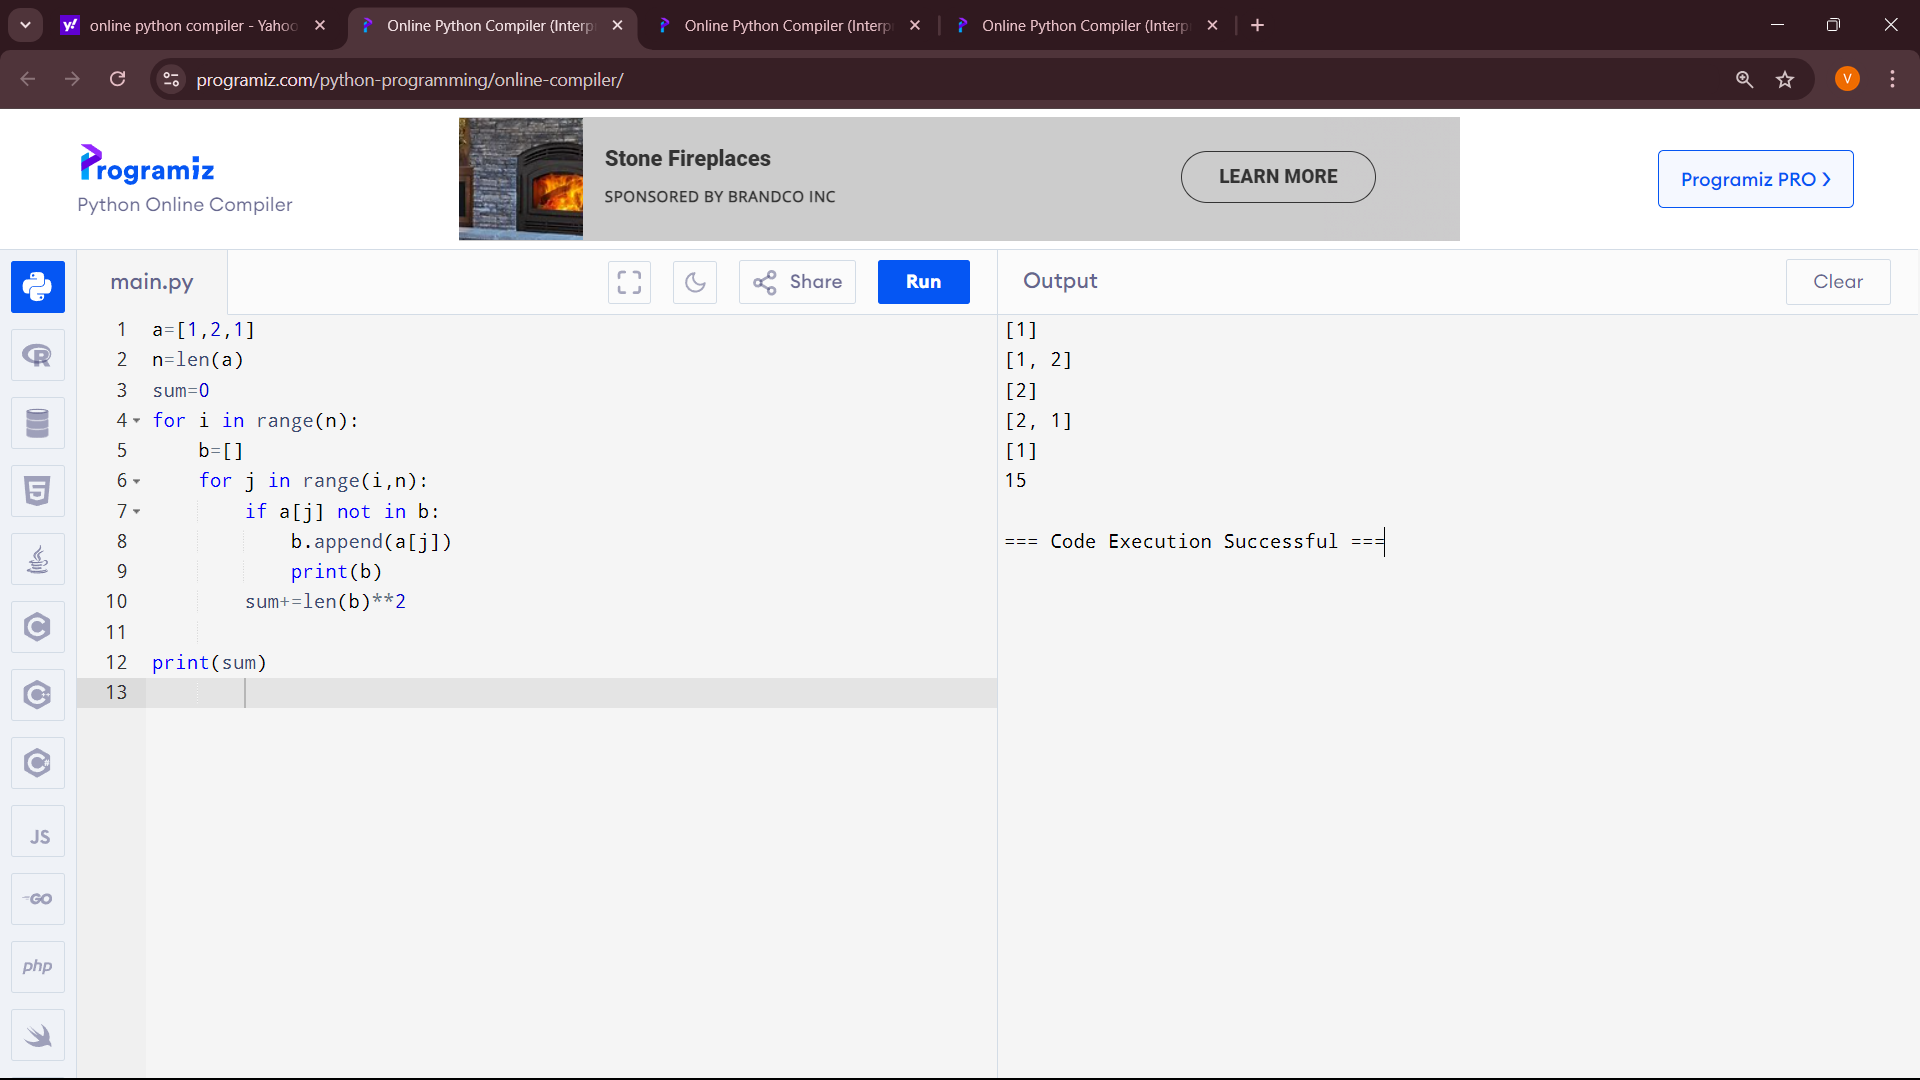 online python compiler - Yahoo
Online Python Compiler (Interp
Online Python Compiler (Interp
Online Python Compiler (Interp
programiz.com/python-programming/online-compiler/
V
Programiz
Python Online Compiler
Stone Fireplaces
SPONSORED BY BRANDCO INC
LEARN MORE
Programiz PRO
main.py
Share
Run
Output
Clear
1 a=[1,2,1]
2 n=len(a)
3 sum=0
4 for i in range(n):
5     b=[]
6     for j in range(i,n):
7         if a[j] not in b:
8             b.append(a[j])
9             print(b)
10         sum+=len(b)**2
11
12 print(sum)
13
[1]
[1, 2]
[2]
[2, 1]
[1]
15
=== Code Execution Successful ===
R
5
C
C++
C#
JS
GO
php